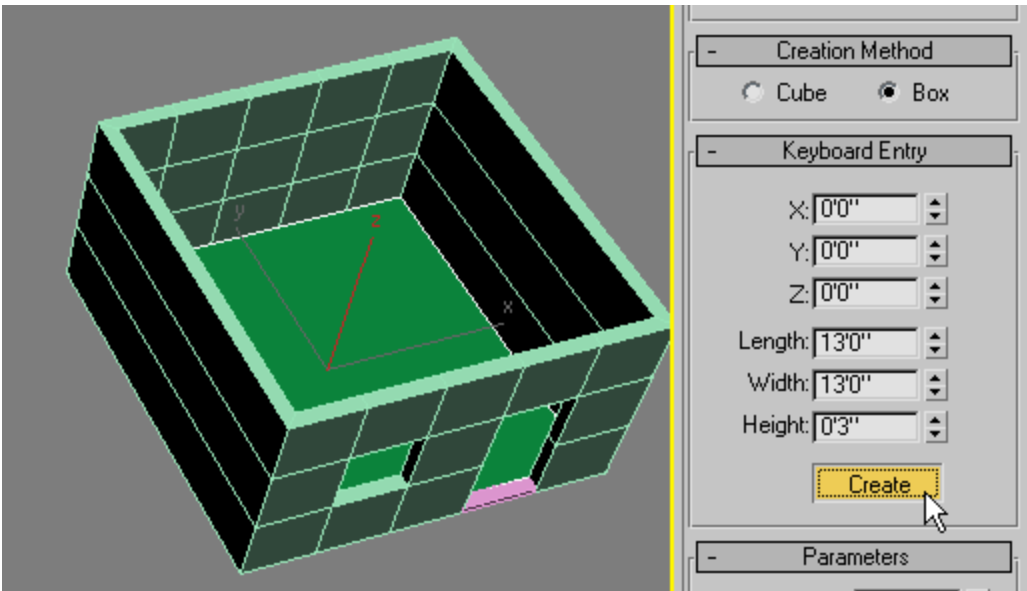 - Creation Method
Cube Box
- Keyboard Entry
X: 0'0"
Y: 0'0"
Z: 0'0"
Length: 13'0"
Width: 13'0"
Height: 0'3"
Create
- Parameters
y
z
x